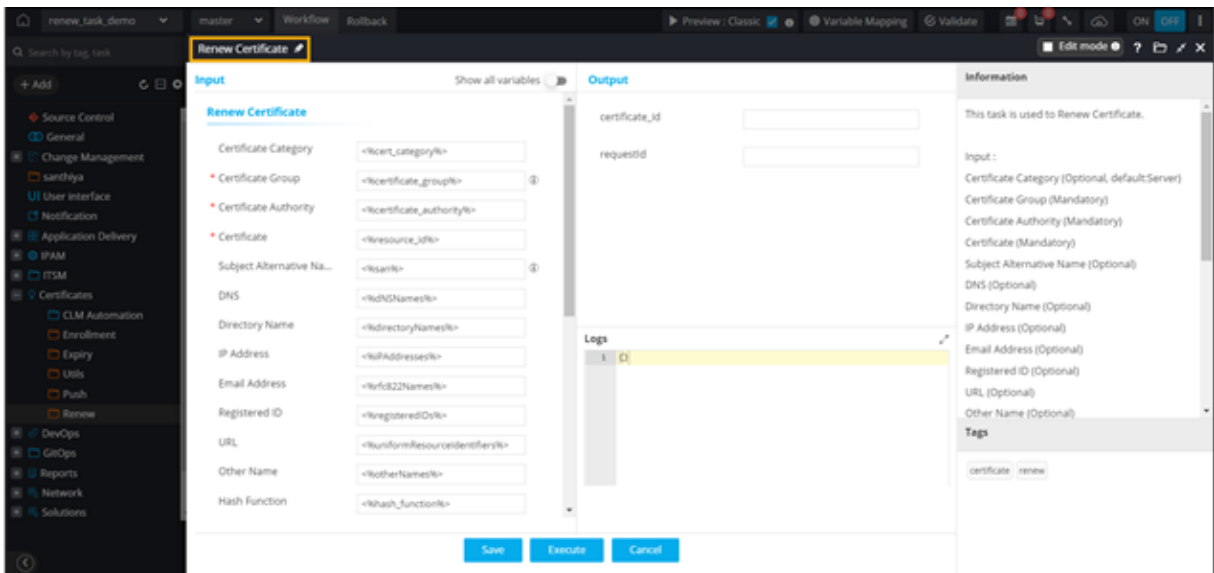 renew_task_demo
master
Workflow
Rollback
Preview : Classic
Variable Mapping
Validate
ON OFF
Search by tag, task
Renew Certificate
Edit mode
?
+ Add
Source Control
General
Change Management
santhiya
UI User interface
Notification
Application Delivery
IPAM
ITSM
Certificates
CLM Automation
Enrollment
Expiry
Utils
Push
Renew
DevOps
GitOps
Reports
Network
Solutions
Input
Show all variables
Renew Certificate
Certificate Category <%cert_category%>
* Certificate Group <%certificate_group%>
* Certificate Authority <%certificate_authority%>
* Certificate <%resource_id%>
Subject Alternative Na... <%san%>
DNS <%dNSNames%>
Directory Name <%directoryNames%>
IP Address <%iPAddresses%>
Email Address <%rfc822Names%>
Registered ID <%registeredIDs%>
URL <%uniformResourceIdentifiers%>
Other Name <%otherNames%>
Hash Function <%hash_function%>
Output
certificate_id
requestId
Logs
1 {}
Save
Execute
Cancel
Information
This task is used to Renew Certificate.
Input :
Certificate Category (Optional, default:Server)
Certificate Group (Mandatory)
Certificate Authority (Mandatory)
Certificate (Mandatory)
Subject Alternative Name (Optional)
DNS (Optional)
Directory Name (Optional)
IP Address (Optional)
Email Address (Optional)
Registered ID (Optional)
URL (Optional)
Other Name (Optional)
Tags
certificate renew